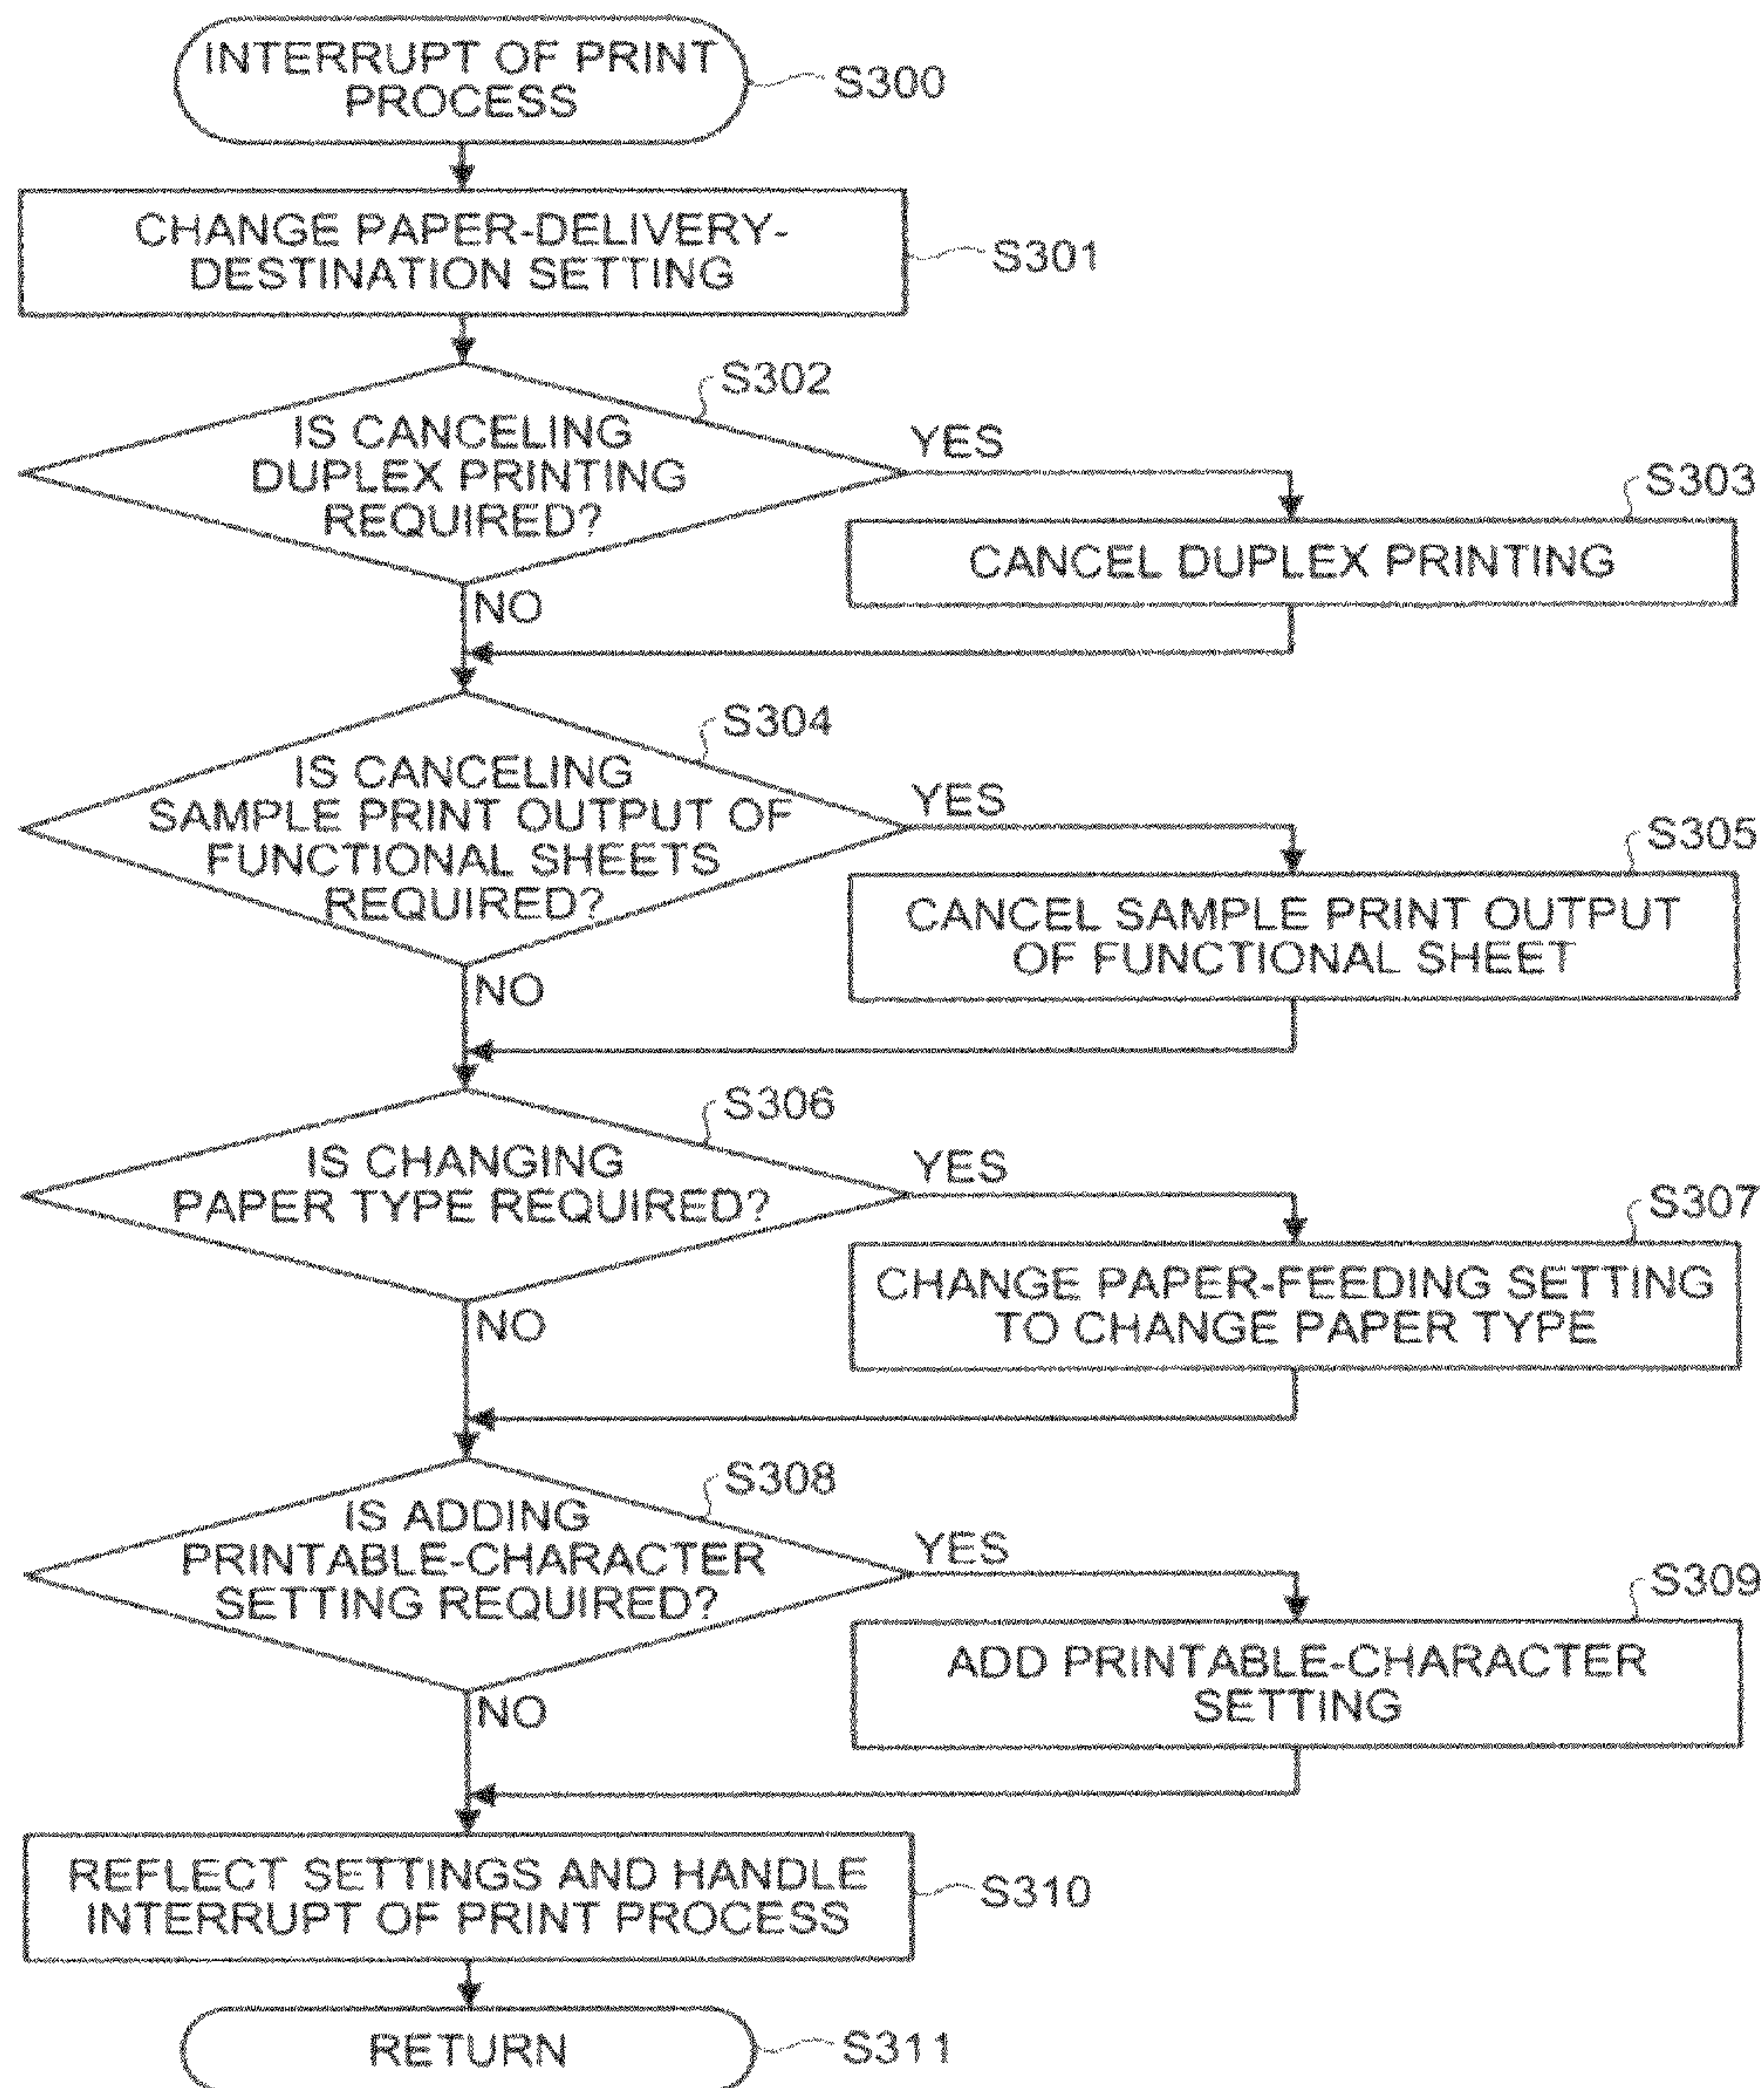 INTERRUPT OF PRINT
PROCESS
S300
CHANGE PAPER-DELIVERY-
DESTINATION SETTING
S301
S302
IS CANCELING
DUPLEX PRINTING
REQUIRED?
YES
NO
S303
CANCEL DUPLEX PRINTING
S304
IS CANCELING
SAMPLE PRINT OUTPUT OF
FUNCTIONAL SHEETS
REQUIRED?
YES
NO
S305
CANCEL SAMPLE PRINT OUTPUT
OF FUNCTIONAL SHEET
S306
IS CHANGING
PAPER TYPE REQUIRED?
YES
NO
S307
CHANGE PAPER-FEEDING SETTING
TO CHANGE PAPER TYPE
S308
IS ADDING
PRINTABLE-CHARACTER
SETTING REQUIRED?
YES
NO
S309
ADD PRINTABLE-CHARACTER
SETTING
REFLECT SETTINGS AND HANDLE
INTERRUPT OF PRINT PROCESS
S310
RETURN
S311